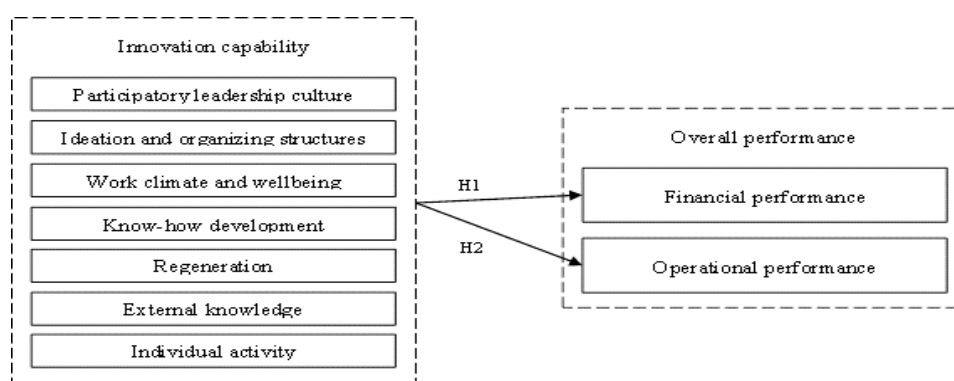 Innovation capability
Participatory leadership culture
Ideation and organizing structures
Work climate and wellbeing
Know-how development
Regeneration
External knowledge
Individual activity
H1
H2
Overall performance
Financial performance
Operational performance